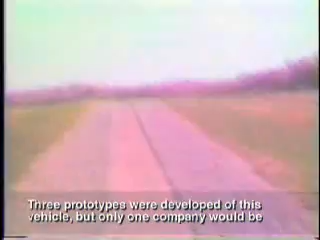 Three prototypes were developed of this
vehicle, but only one company would be